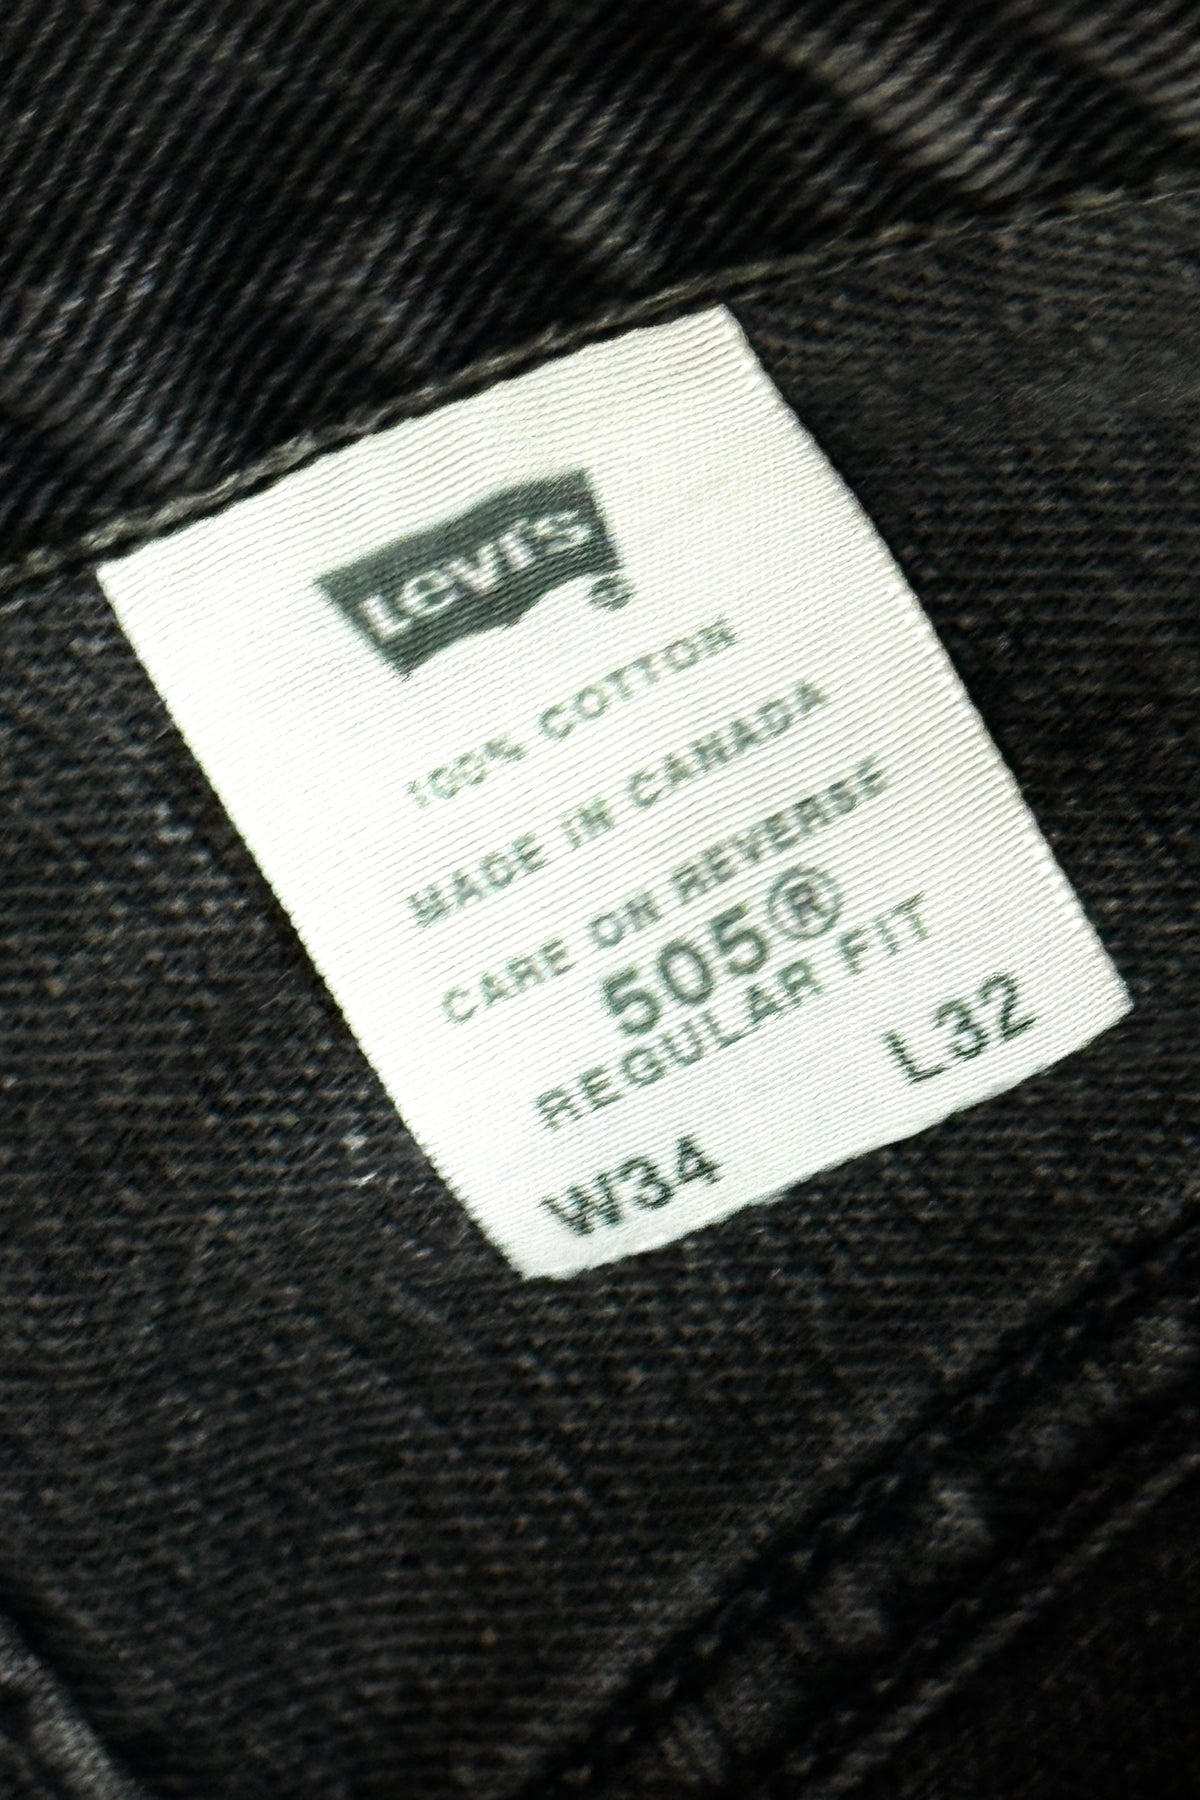 Levi's®
100% COTTON
MADE IN CANADA
CARE ON REVERSE
505®
REGULAR FIT
W34 L32